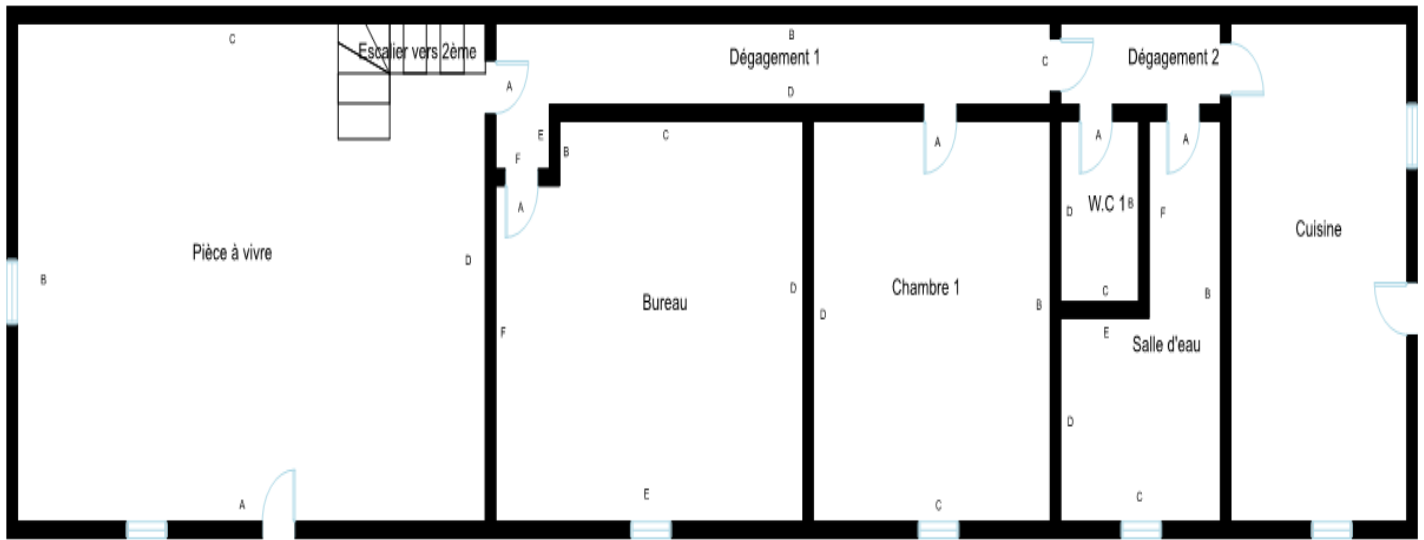 C
Escalier vers 2ème
B
Dégagement 1
C
Dégagement 2
A
D
E
C
B
F
A
A
A
A
D
W.C 1
B
F
A
Pièce à vivre
D
B
Cuisine
Bureau
D
Chambre 1
B
C
B
D
F
E
Salle d'eau
D
A
E
C
C